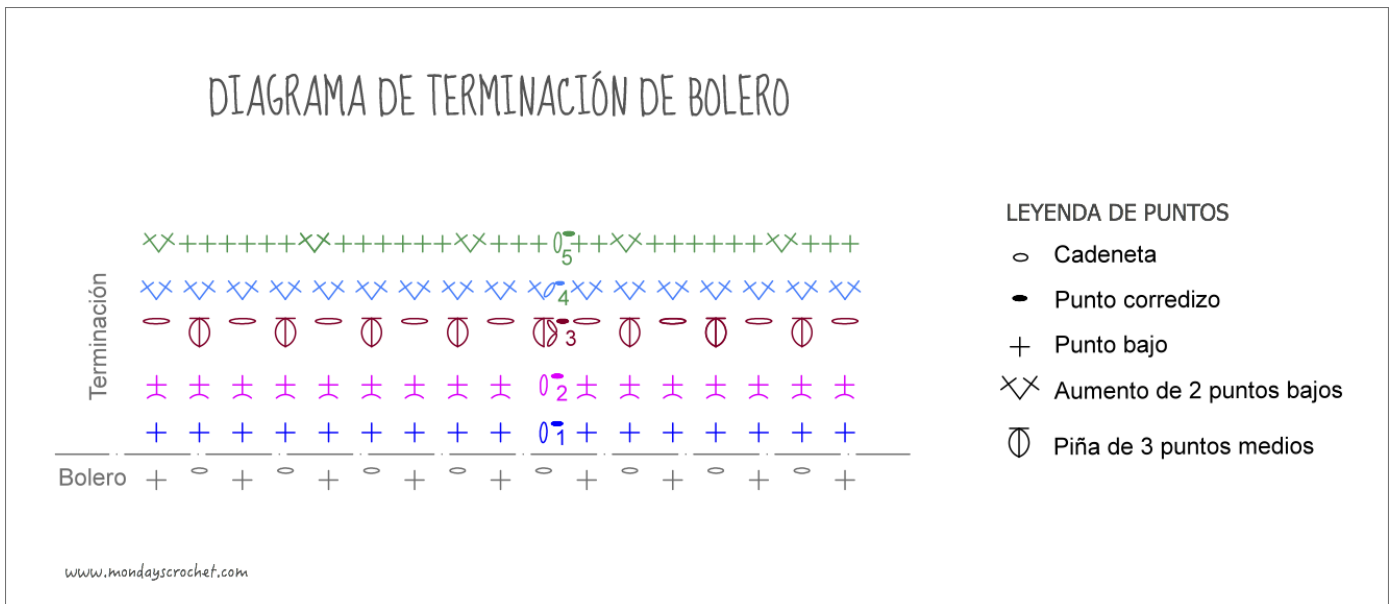 DIAGRAMA DE TERMINACIÓN DE BOLERO
Terminación
5
4
3
2
1
Bolero
LEYENDA DE PUNTOS
Cadeneta
Punto corredizo
Punto bajo
Aumento de 2 puntos bajos
Piña de 3 puntos medios
www.mondayscrochet.com